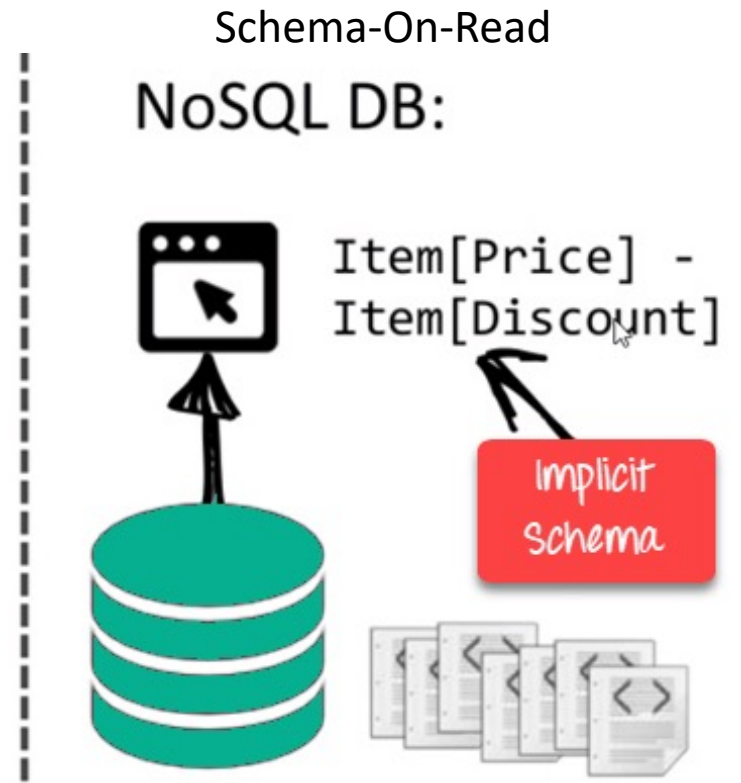 Schema-On-Read
NoSQL DB:
Item[Price] -
Item[Discount]
Implicit
Schema